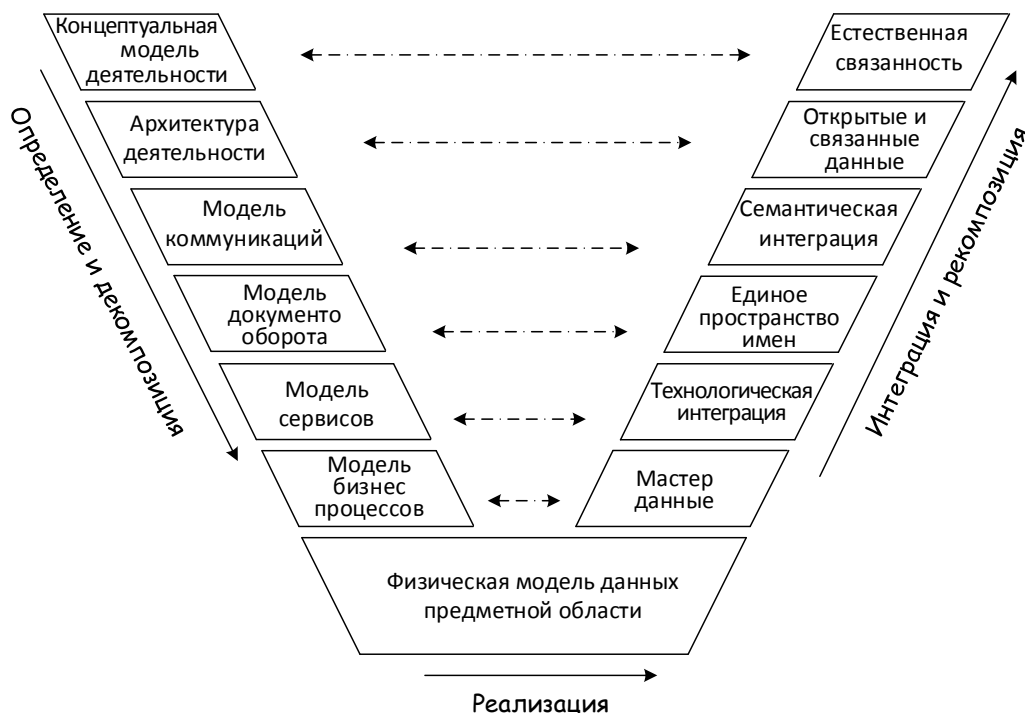 Концептуальная
модель
деятельности
Естественная
связанность
Архитектура
деятельности
Открытые и
связанные
данные
Модель
коммуникаций
Семантическая
интеграция
Модель
документо
оборота
Единое
пространство
имен
Модель
сервисов
Технологическая
интеграция
Модель
бизнес
процессов
Мастер
данные
Физическая модель данных
предметной области
Определение и декомпозиция
Реализация
Интеграция и рекомпозиция